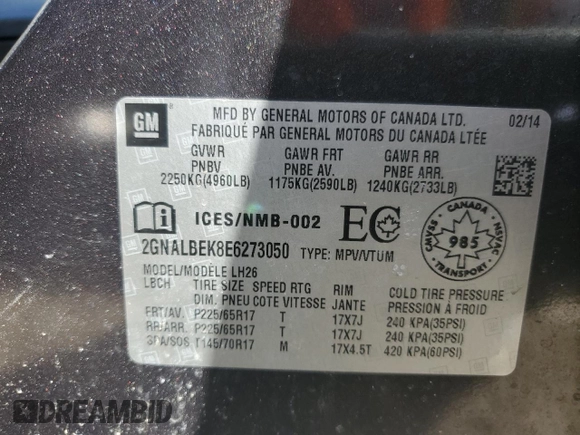 GM
MFD BY GENERAL MOTORS OF CANADA LTD. 02/14
FABRIQUÉ PAR GENERAL MOTORS DU CANADA LTÉE
GVWR GAWR FRT GAWR RR
PNBV PNBE AV. PNBE ARR.
2250KG(4960LB) 1175KG(2590LB) 1240KG(2733LB)
i ICES/NMB-002 EC
CANADA
CMVSS NSVAC
985
TRANSPORT
2GNALBEK8E6273050 TYPE: MPV/VTUM
MODEL/MODELE LH26
LBCH TIRE SIZE SPEED RTG RIM COLD TIRE PRESSURE
DIM. PNEU COTE VITESSE JANTE PRESSION À FROID
FRT/AV. P225/65R17 T 17X7J 240 KPA(35PSI)
RR/ARR. P225/65R17 T 17X7J 240 KPA(35PSI)
SPA/SOS T145/70R17 M 17X4.5T 420 KPA(60PSI)
DREAMBID